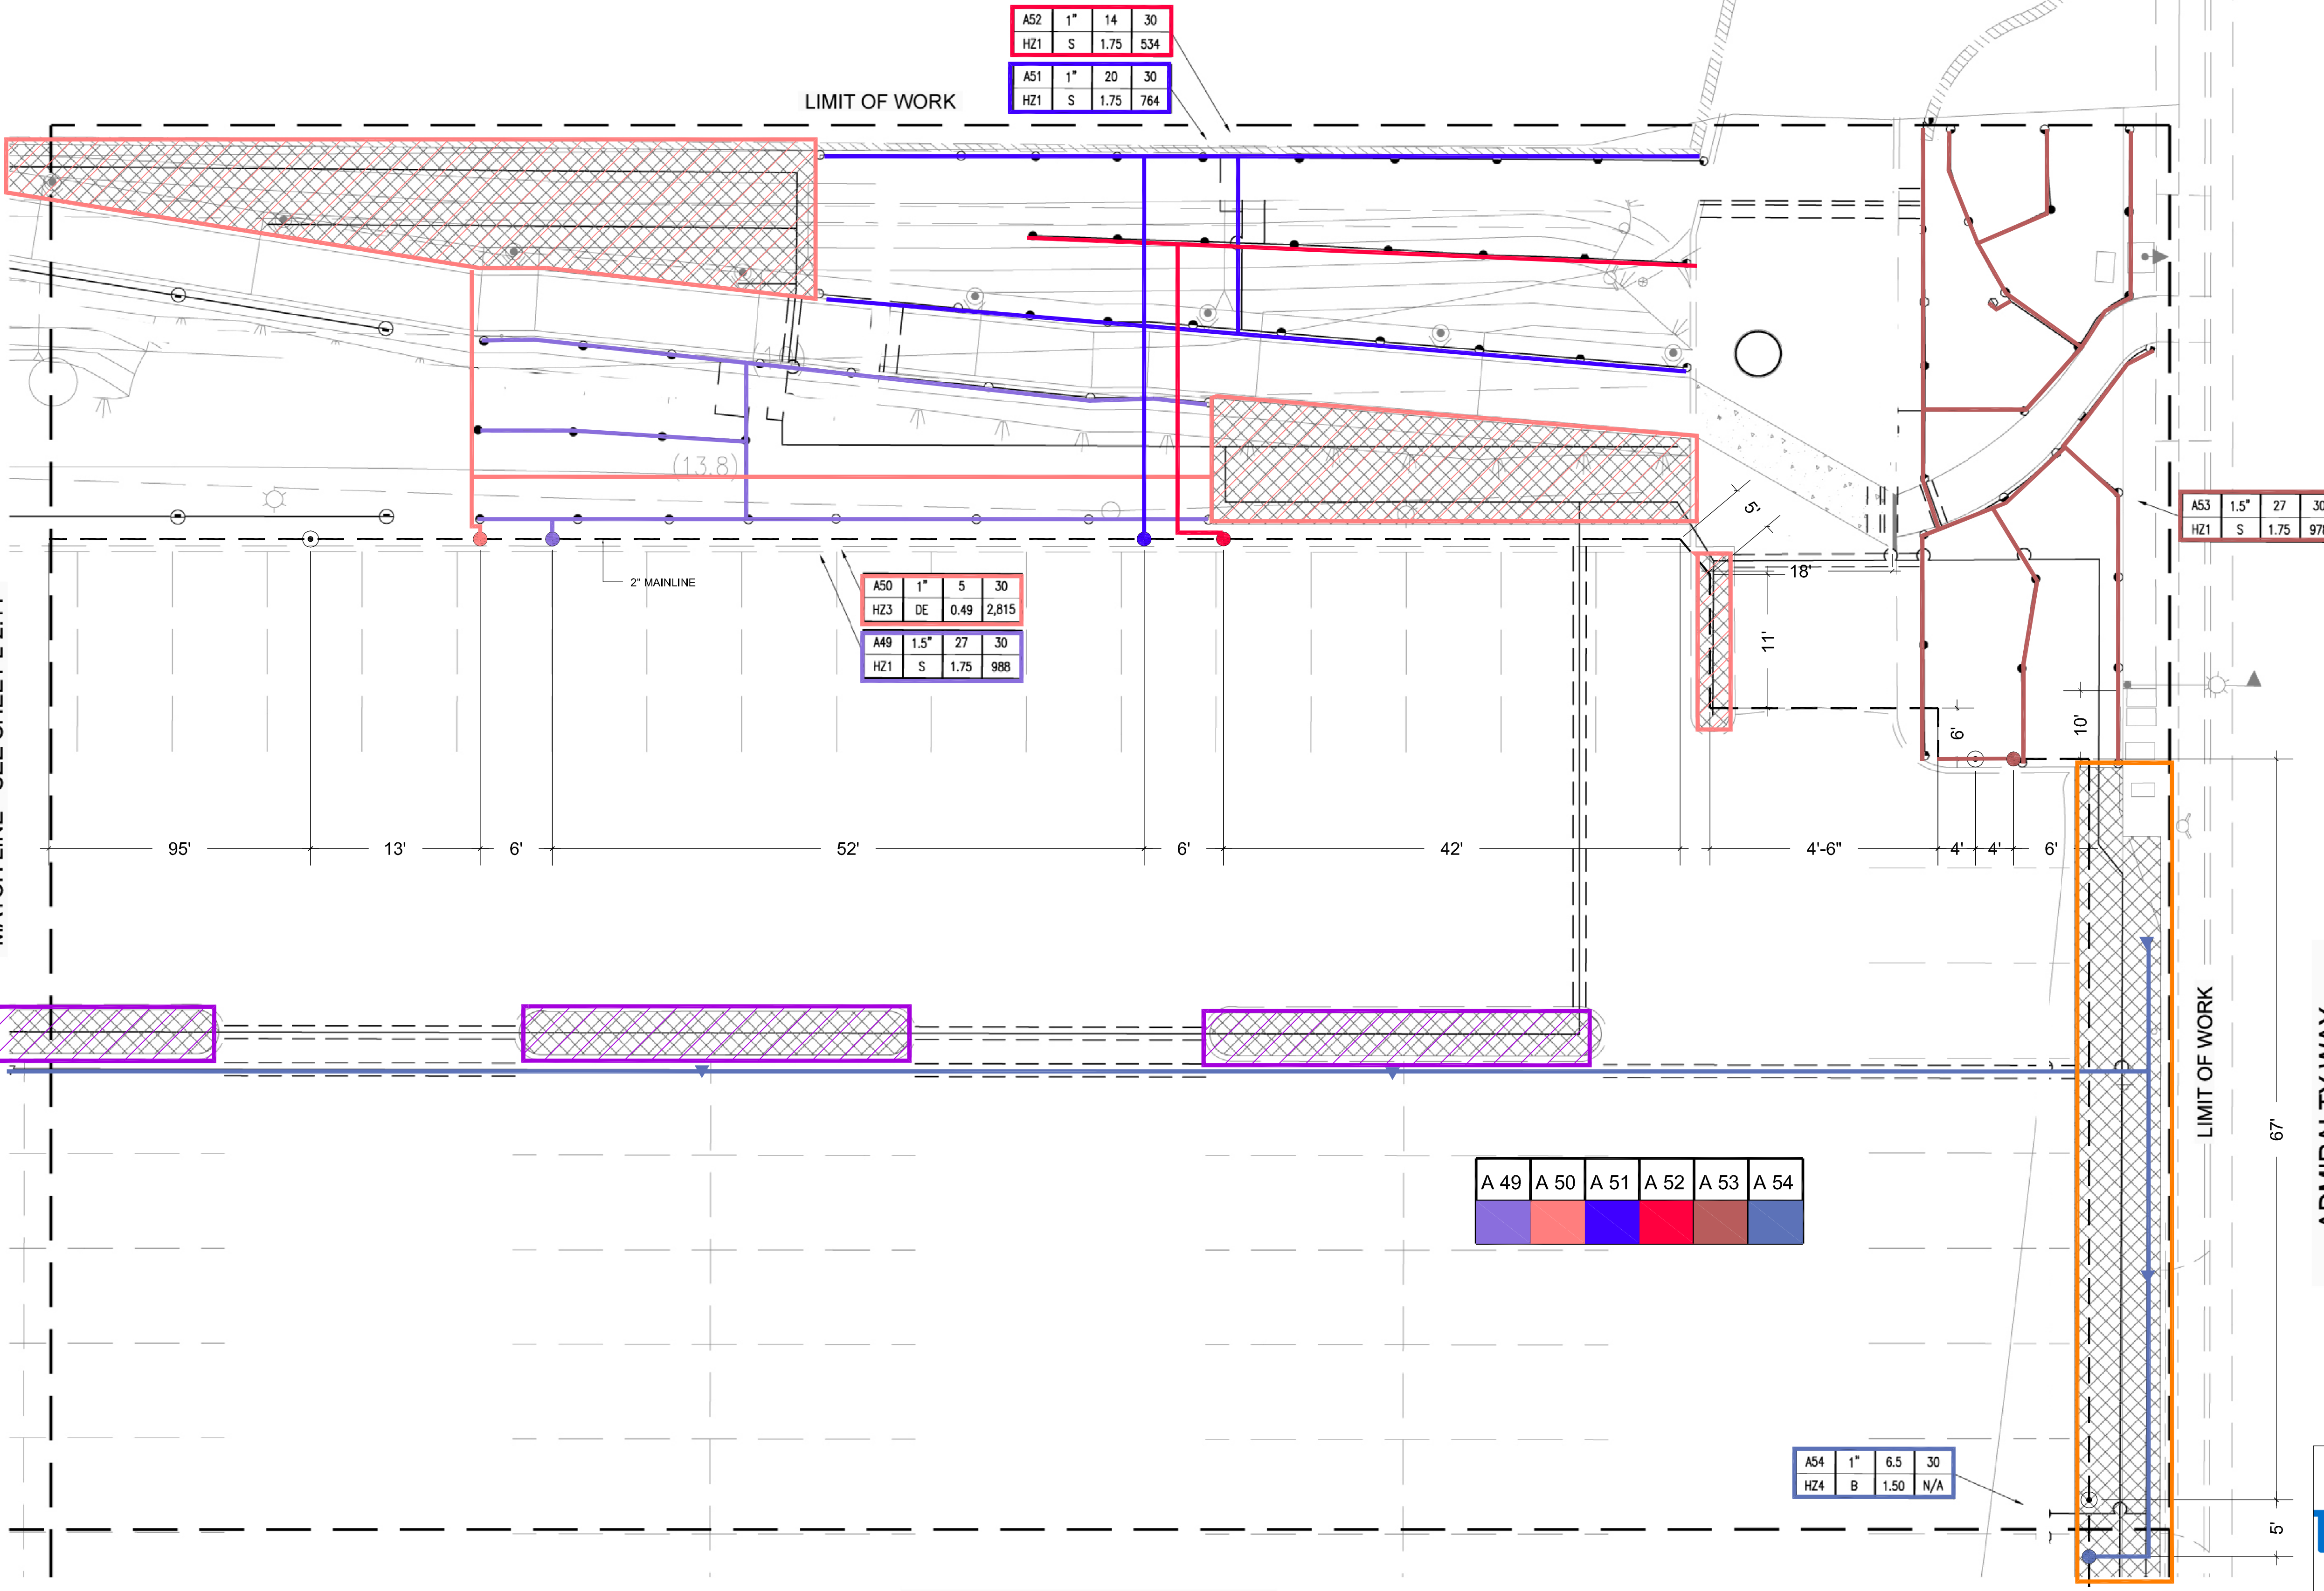 A52 1" 14 30
HZ1 S 1.75 534
A51 1" 20 30
HZ1 S 1.75 764
LIMIT OF WORK
(13.8)
5'
A53 1.5" 27 30
HZ1 S 1.75 978
18'
2" MAINLINE
A50 1" 5 30
HZ3 DE 0.49 2,815
11'
A49 1.5" 27 30
HZ1 S 1.75 988
6'
10'
95' 13' 6' 52' 6' 42' 4'-6" 4' 4' 6'
LIMIT OF WORK
67'
ADMIRALTY WAY
A 49 A 50 A 51 A 52 A 53 A 54
A54 1" 6.5 30
HZ4 B 1.50 N/A
5'